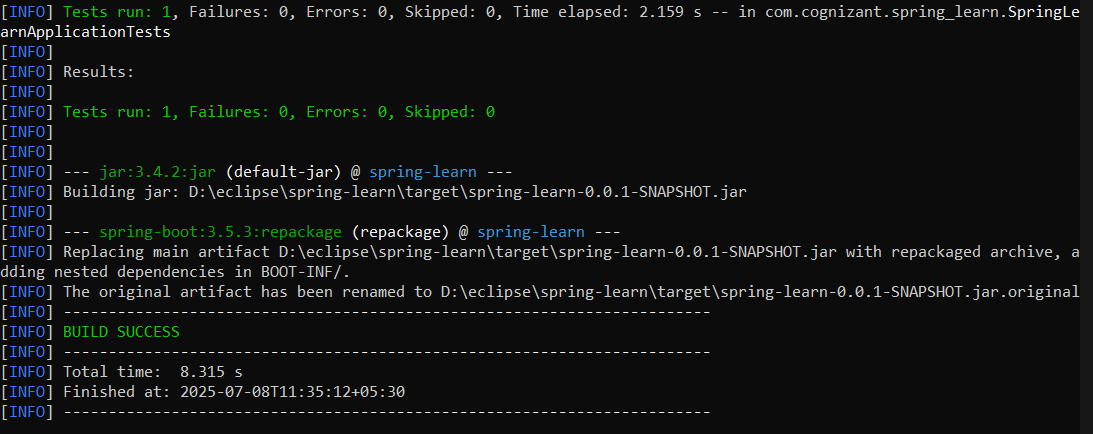 [INFO] Tests run: 1, Failures: 0, Errors: 0, Skipped: 0, Time elapsed: 2.159 s -- in com.cognizant.spring_learn.SpringLe
arnApplicationTests
[INFO]
[INFO] Results:
[INFO]
[INFO] Tests run: 1, Failures: 0, Errors: 0, Skipped: 0
[INFO]
[INFO]
[INFO] --- jar:3.4.2:jar (default-jar) @ spring-learn ---
[INFO] Building jar: D:\eclipse\spring-learn\target\spring-learn-0.0.1-SNAPSHOT.jar
[INFO]
[INFO] --- spring-boot:3.5.3:repackage (repackage) @ spring-learn ---
[INFO] Replacing main artifact D:\eclipse\spring-learn\target\spring-learn-0.0.1-SNAPSHOT.jar with repackaged archive, a
dding nested dependencies in BOOT-INF/.
[INFO] The original artifact has been renamed to D:\eclipse\spring-learn\target\spring-learn-0.0.1-SNAPSHOT.jar.original
[INFO] ------------------------------------------------------------------------
[INFO] BUILD SUCCESS
[INFO] ------------------------------------------------------------------------
[INFO] Total time:  8.315 s
[INFO] Finished at: 2025-07-08T11:35:12+05:30
[INFO] ------------------------------------------------------------------------